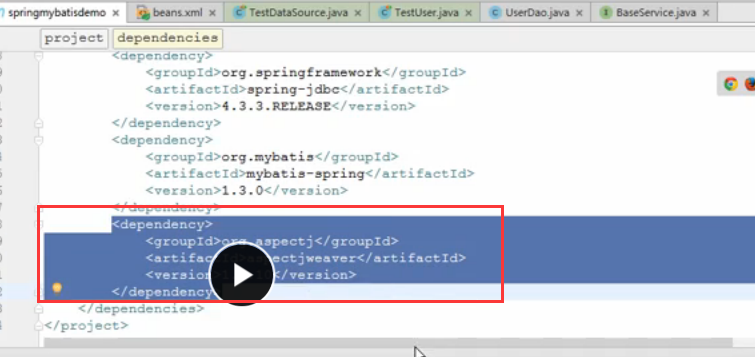 springmybatisdemo × beans.xml × TestDataSource.java × TestUser.java × UserDao.java × BaseService.java ×
project dependencies
<dependency>
<groupId>org.springframework</groupId>
<artifactId>spring-jdbc</artifactId>
<version>4.3.3.RELEASE</version>
</dependency>
<dependency>
<groupId>org.mybatis</groupId>
<artifactId>mybatis-spring</artifactId>
<version>1.3.0</version>
</dependency>
<dependency>
<groupId>org.aspectj</groupId>
</artifactId>
<version></version>
</dependency
</dependencies>
</project>